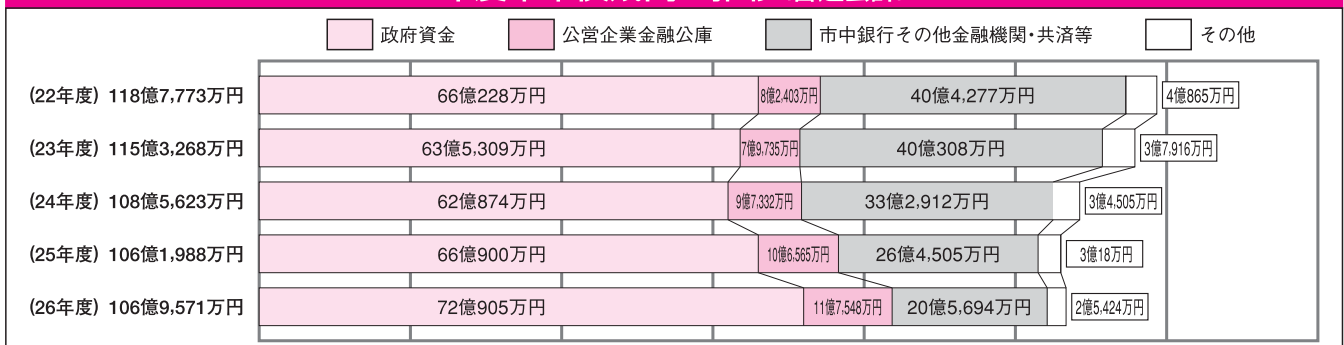 政府資金 公営企業金融公庫 市中銀行その他金融機関・共済等 その他
(22年度) 118億7,773万円 66億228万円 8億2,403万円 40億4,277万円 4億865万円
(23年度) 115億3,268万円 63億5,309万円 7億9,735万円 40億308万円 3億7,916万円
(24年度) 108億5,623万円 62億874万円 9億7,332万円 33億2,912万円 3億4,505万円
(25年度) 106億1,988万円 66億900万円 10億6,565万円 26億4,505万円 3億18万円
(26年度) 106億9,571万円 72億905万円 11億7,548万円 20億5,694万円 2億5,424万円